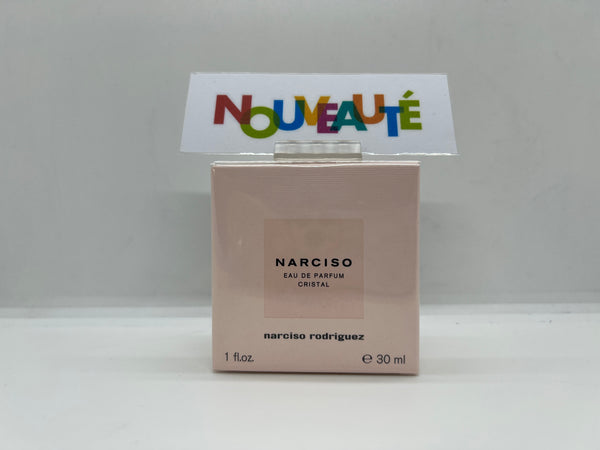 NOUVEAUTÉ
NARCISO
EAU DE PARFUM
CRISTAL
narciso rodriguez
1 fl.oz. ℮ 30 ml